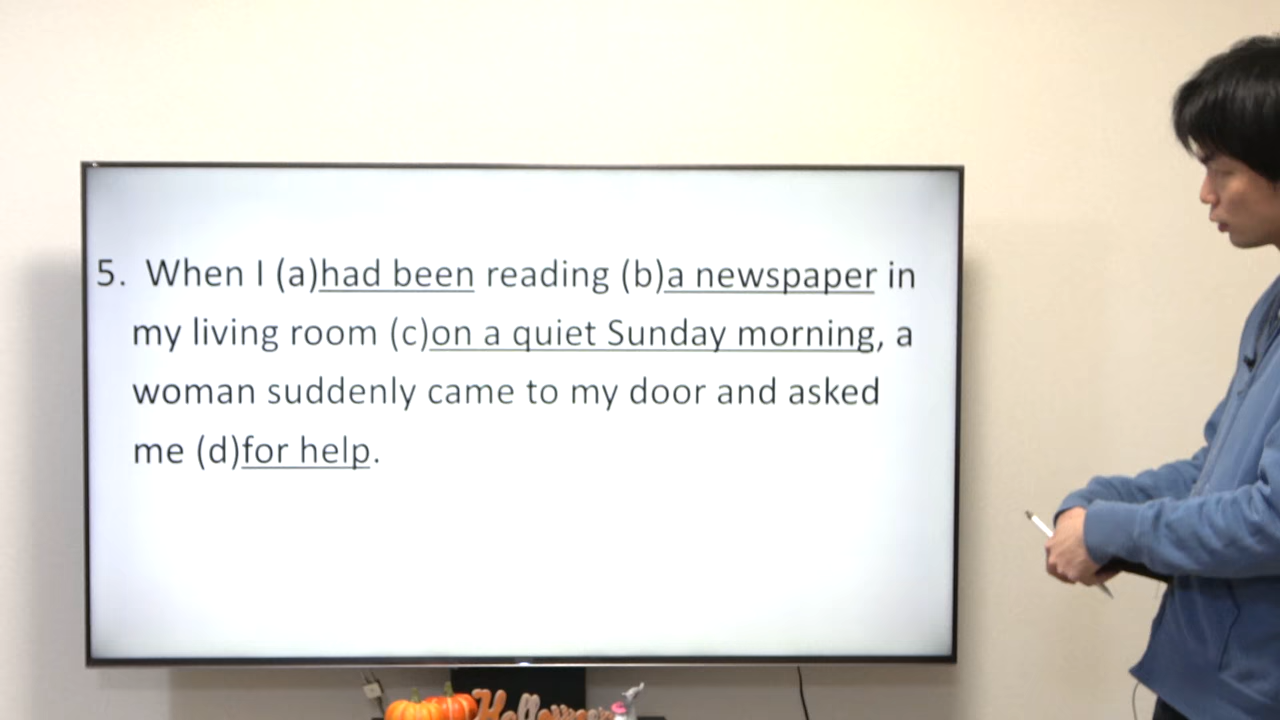 5. When I (a)had been reading (b)a newspaper in
my living room (c)on a quiet Sunday morning, a
woman suddenly came to my door and asked
me (d)for help.
Halloween